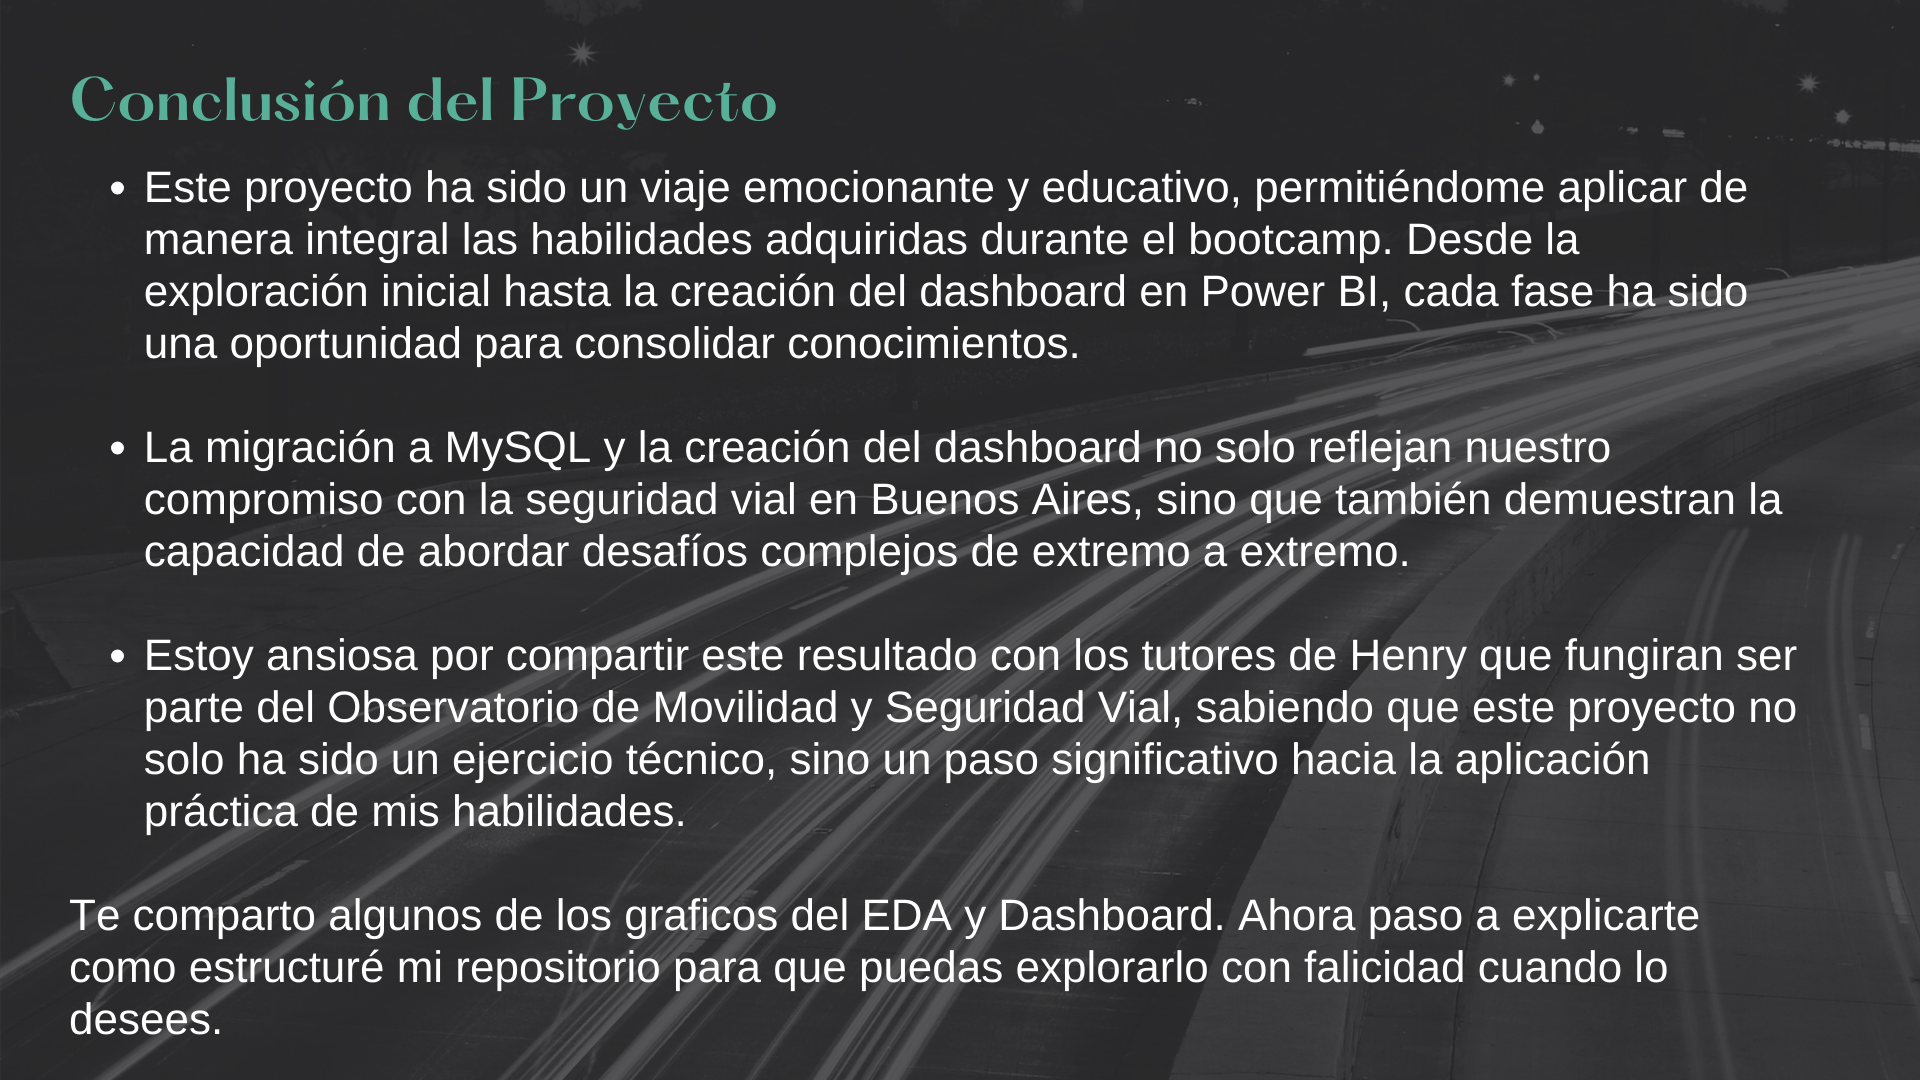 Conclusión del Proyecto
• Este proyecto ha sido un viaje emocionante y educativo, permitiéndome aplicar de
manera integral las habilidades adquiridas durante el bootcamp. Desde la
exploración inicial hasta la creación del dashboard en Power BI, cada fase ha sido
una oportunidad para consolidar conocimientos.
• La migración a MySQL y la creación del dashboard no solo reflejan nuestro
compromiso con la seguridad vial en Buenos Aires, sino que también demuestran la
capacidad de abordar desafíos complejos de extremo a extremo.
• Estoy ansiosa por compartir este resultado con los tutores de Henry que fungiran ser
parte del Observatorio de Movilidad y Seguridad Vial, sabiendo que este proyecto no
solo ha sido un ejercicio técnico, sino un paso significativo hacia la aplicación
práctica de mis habilidades.
Te comparto algunos de los graficos del EDA y Dashboard. Ahora paso a explicarte
como estructuré mi repositorio para que puedas explorarlo con falicidad cuando lo
desees.